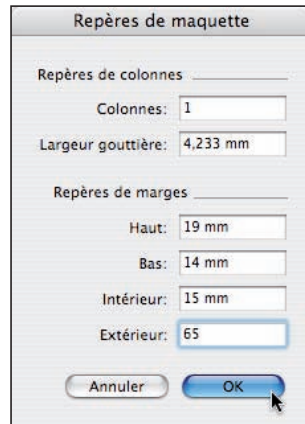 Repères de maquette
Repères de colonnes
Colonnes: 1
Largeur gouttière: 4,233 mm
Repères de marges
Haut: 19 mm
Bas: 14 mm
Intérieur: 15 mm
Extérieur: 65
Annuler OK